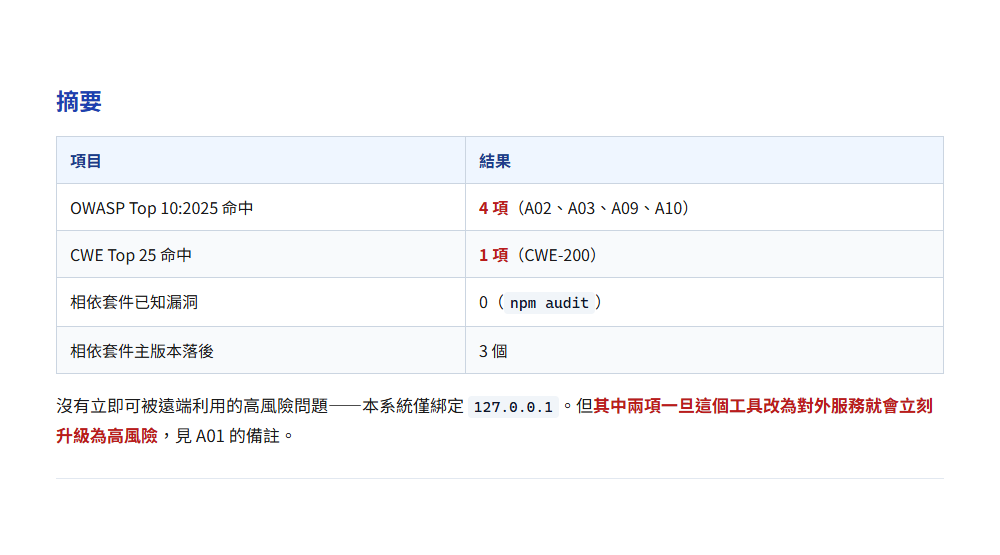 摘要
項目 結果
OWASP Top 10:2025 命中 4 項（A02、A03、A09、A10）
CWE Top 25 命中 1 項（CWE-200）
相依套件已知漏洞 0（npm audit）
相依套件主版本落後 3 個
沒有立即可被遠端利用的高風險問題——本系統僅綁定 127.0.0.1。但其中兩項一旦這個工具改為對外服務就會立刻
升級為高風險，見 A01 的備註。